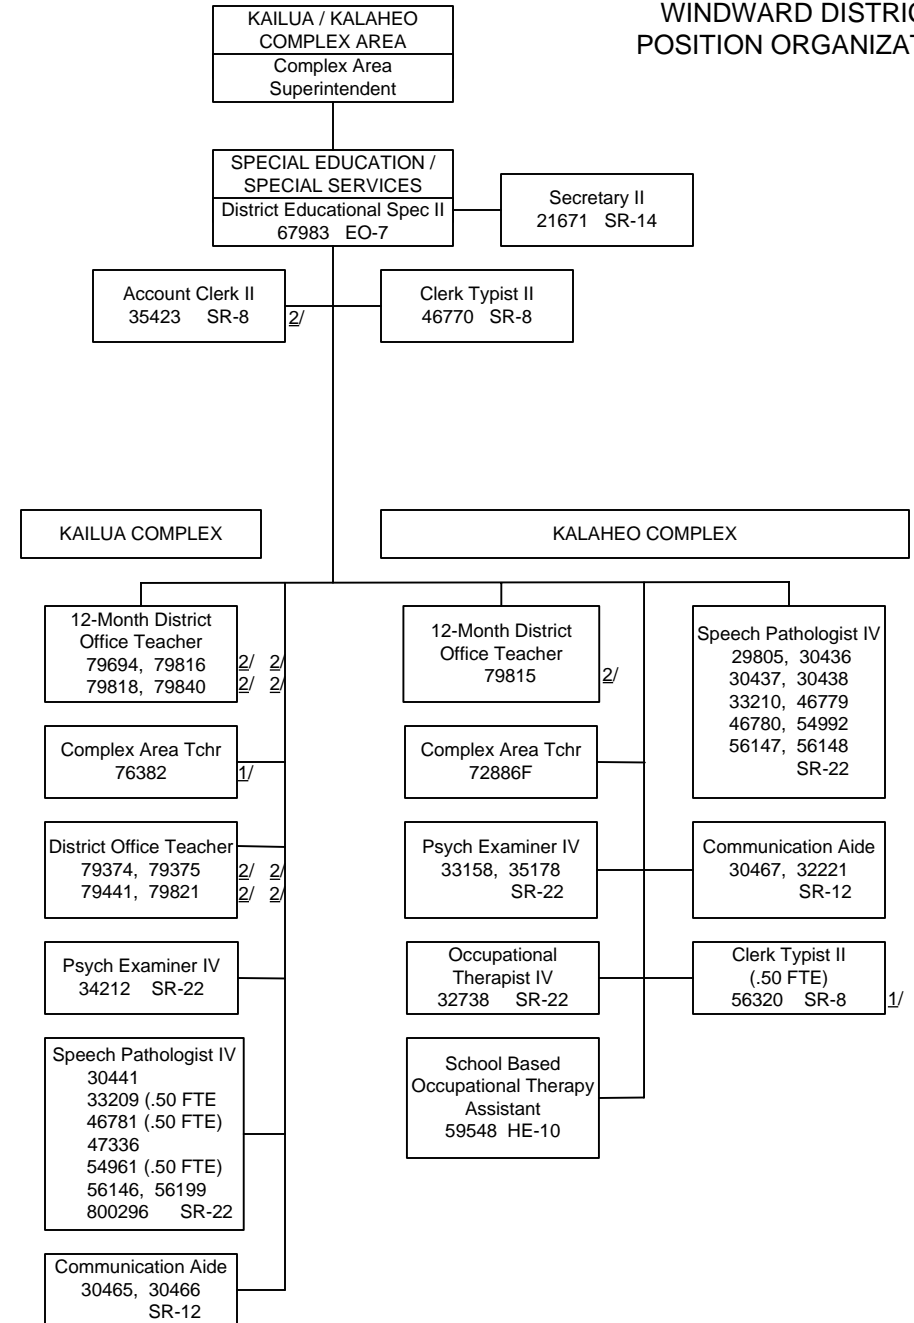 WINDWARD DISTRIC
POSITION ORGANIZAT
KAILUA / KALAHEO
COMPLEX AREA
Complex Area
Superintendent
SPECIAL EDUCATION /
SPECIAL SERVICES
District Educational Spec II
67983 EO-7
Secretary II
21671 SR-14
Account Clerk II
35423 SR-8 2/
Clerk Typist II
46770 SR-8
KAILUA COMPLEX
12-Month District
Office Teacher
79694, 79816 2/ 2/
79818, 79840 2/ 2/
Complex Area Tchr
76382 1/
District Office Teacher
79374, 79375 2/ 2/
79441, 79821 2/ 2/
Psych Examiner IV
34212 SR-22
Speech Pathologist IV
30441
33209 (.50 FTE
46781 (.50 FTE)
47336
54961 (.50 FTE)
56146, 56199
800296 SR-22
Communication Aide
30465, 30466
SR-12
KALAHEO COMPLEX
12-Month District
Office Teacher
79815 2/
Complex Area Tchr
72886F
Psych Examiner IV
33158, 35178
SR-22
Occupational
Therapist IV
32738 SR-22
School Based
Occupational Therapy
Assistant
59548 HE-10
Speech Pathologist IV
29805, 30436
30437, 30438
33210, 46779
46780, 54992
56147, 56148
SR-22
Communication Aide
30467, 32221
SR-12
Clerk Typist II
(.50 FTE)
56320 SR-8 1/